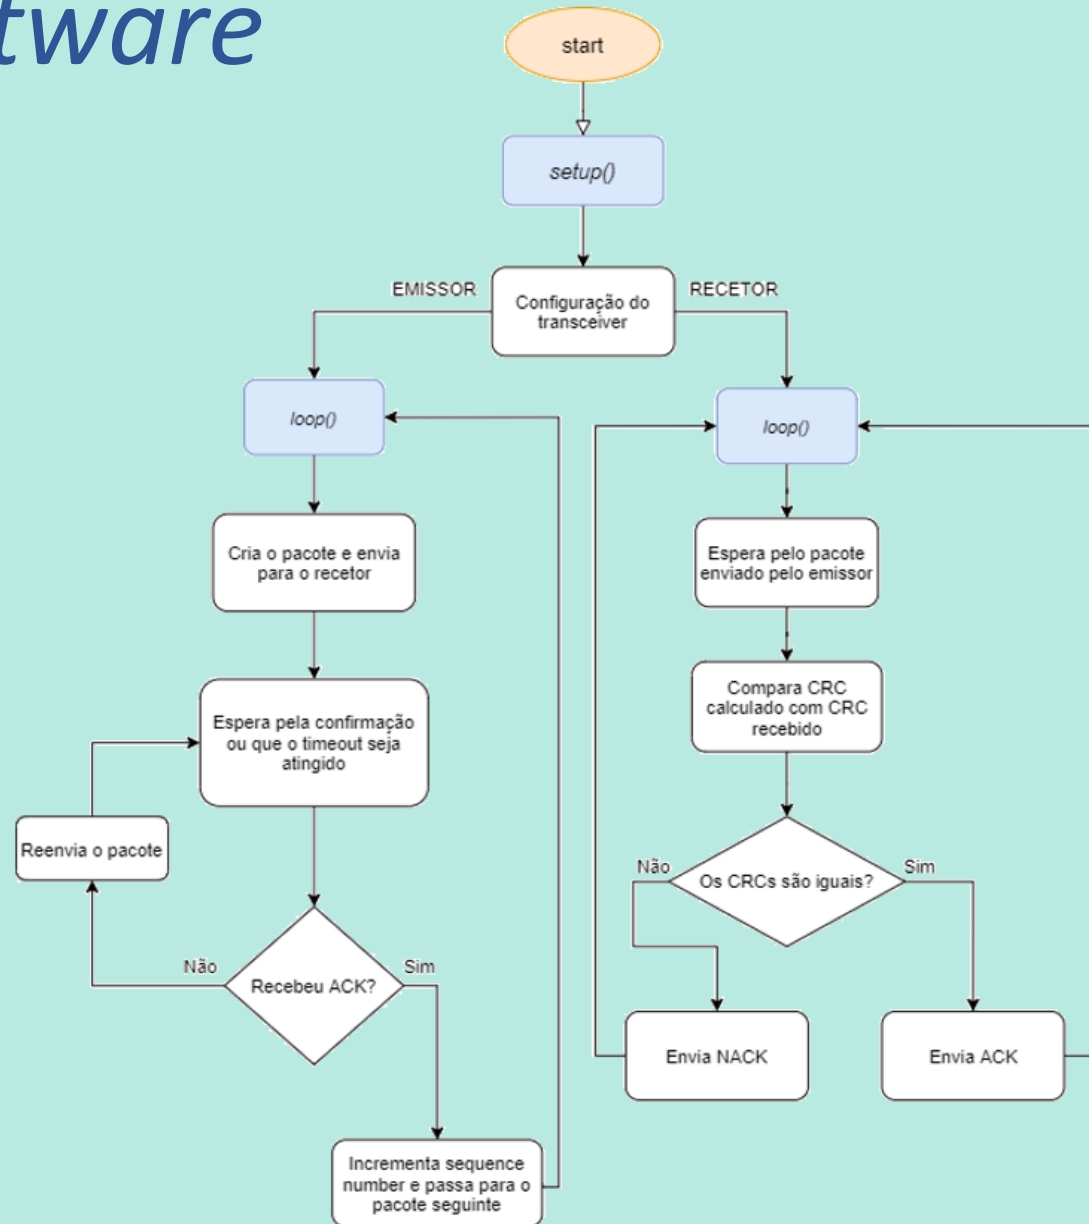 tware
start
setup()
EMISSOR
Configuração do
transceiver
RECETOR
loop()
Cria o pacote e envia
para o recetor
Espera pela confirmação
ou que o timeout seja
atingido
Reenvia o pacote
Não
Recebeu ACK?
Sim
Incrementa sequence
number e passa para o
pacote seguinte
loop()
Espera pelo pacote
enviado pelo emissor
Compara CRC
calculado com CRC
recebido
Não
Os CRCs são iguais?
Sim
Envia NACK
Envia ACK